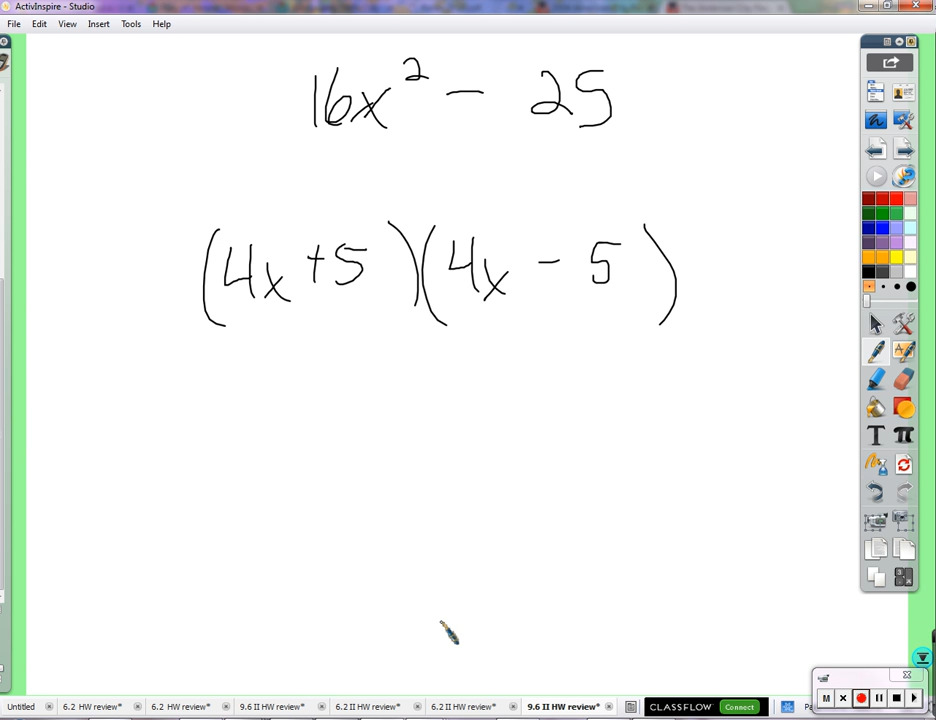 ActivInspire - Studio
File Edit View Insert Tools Help
16x² - 25
(4x + 5)(4x - 5)
Untitled 6.2 HW review* 6.2 HW review* 9.6 II HW review* 6.2 II HW review* 6.2 II HW review* 9.6 II HW review* CLASSFLOW Connect
M